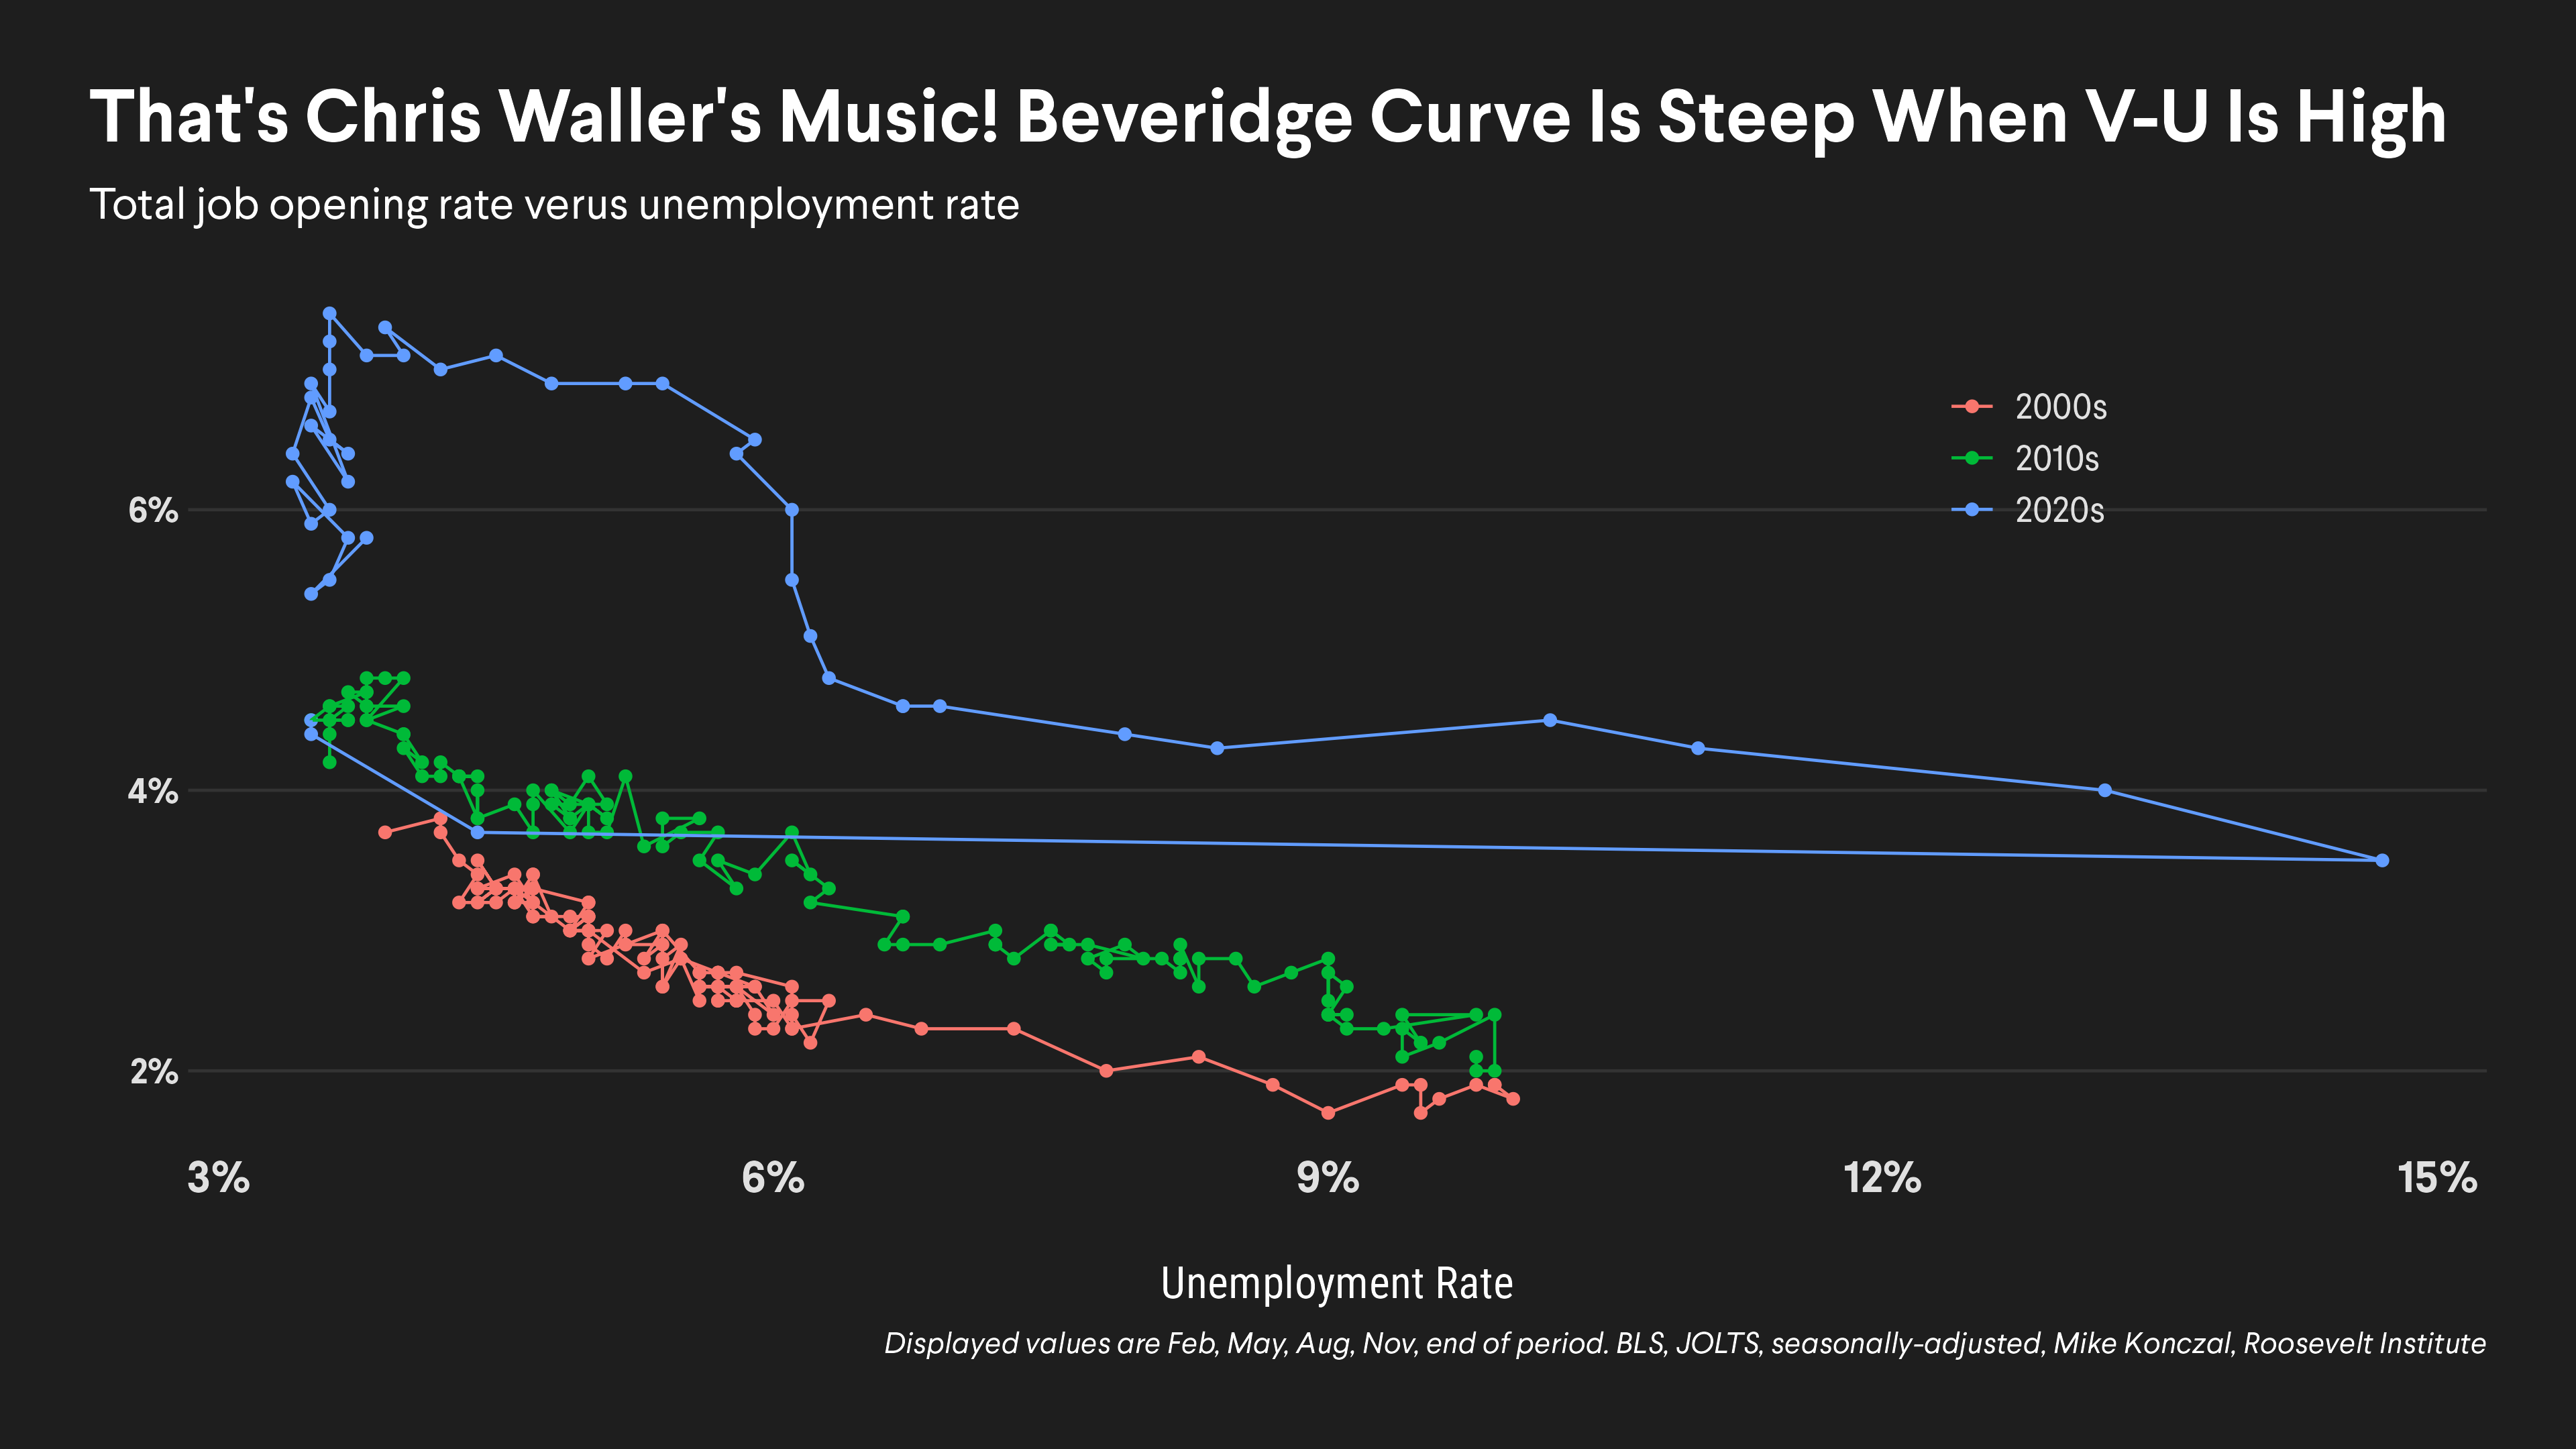 That's Chris Waller's Music! Beveridge Curve Is Steep When V-U Is High
Total job opening rate verus unemployment rate
2000s
2010s
2020s
6%
4%
2%
3% 6% 9% 12% 15%
Unemployment Rate
Displayed values are Feb, May, Aug, Nov, end of period. BLS, JOLTS, seasonally-adjusted, Mike Konczal, Roosevelt Institute